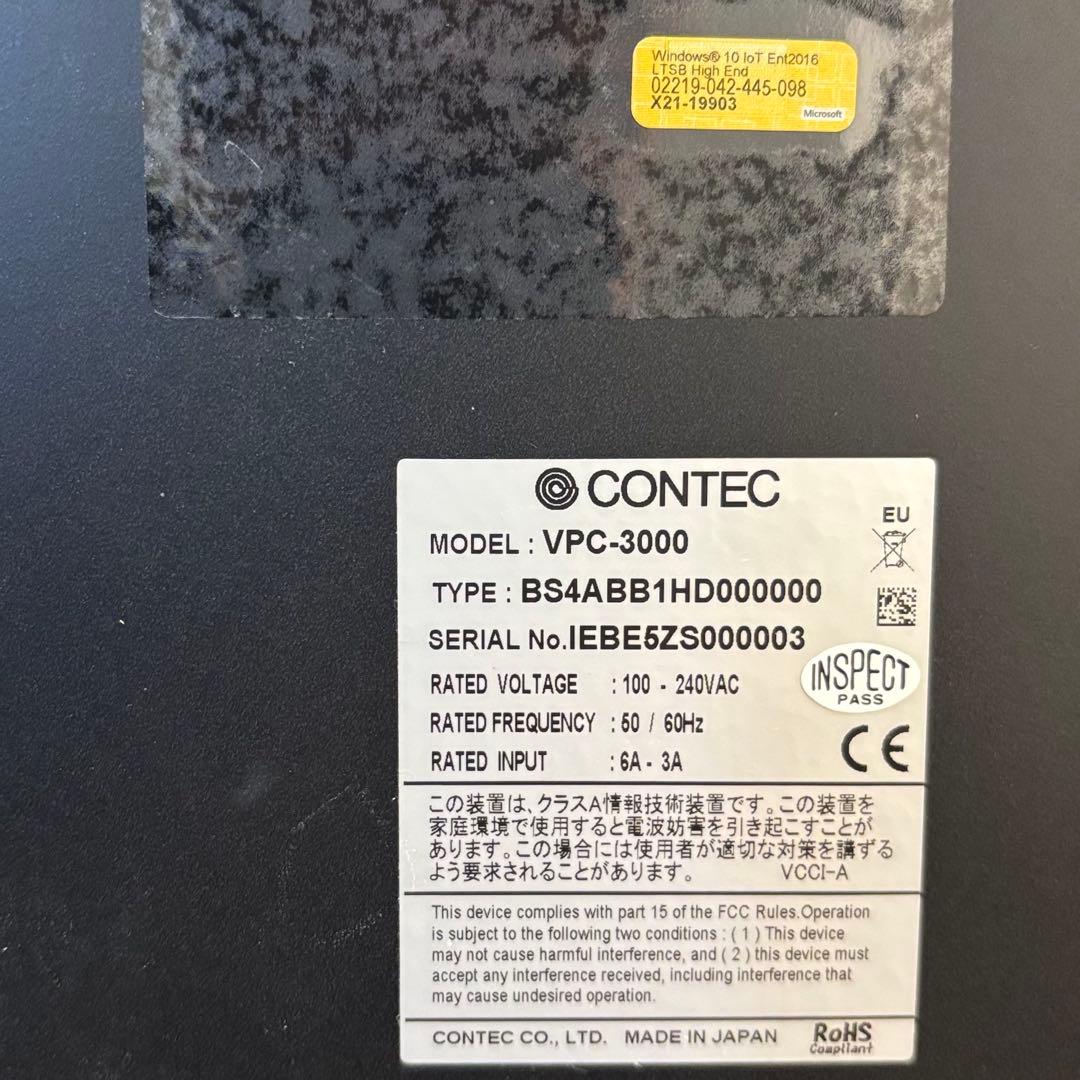 Windows® 10 IoT Ent2016
LTSB High End
02219-042-445-098
X21-19903
Microsoft
CONTEC
EU
MODEL : VPC-3000
TYPE : BS4ABB1HD000000
SERIAL No.IEBE5ZS000003
INSPECT
PASS
RATED VOLTAGE : 100 - 240VAC
RATED FREQUENCY : 50 / 60Hz
RATED INPUT : 6A - 3A
CE
この装置は、クラスA情報技術装置です。この装置を
家庭環境で使用すると電波妨害を引き起こすことが
あります。この場合には使用者が適切な対策を講ずる
よう要求されることがあります。 VCCI-A
This device complies with part 15 of the FCC Rules.Operation
is subject to the following two conditions : ( 1 ) This device
may not cause harmful interference, and ( 2 ) this device must
accept any interference received, including interference that
may cause undesired operation.
CONTEC CO., LTD. MADE IN JAPAN
RoHS
Compliant